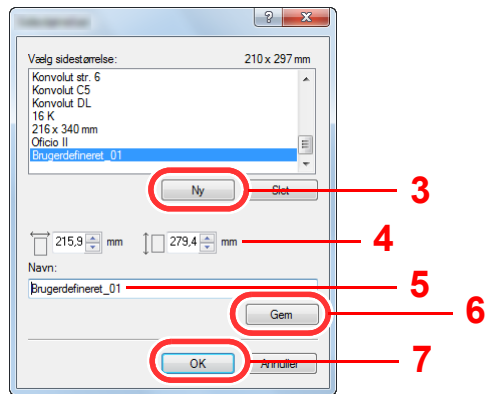 Vælg sidestørrelse: 210 x 297 mm
Konvolut str. 6
Konvolut C5
Konvolut DL
16 K
216 x 340 mm
Oficio II
Brugerdefineret_01
Ny Slet 3
215,9 mm 279,4 mm 4
Navn:
Brugerdefineret_01 5
Gem 6
OK Annuller 7